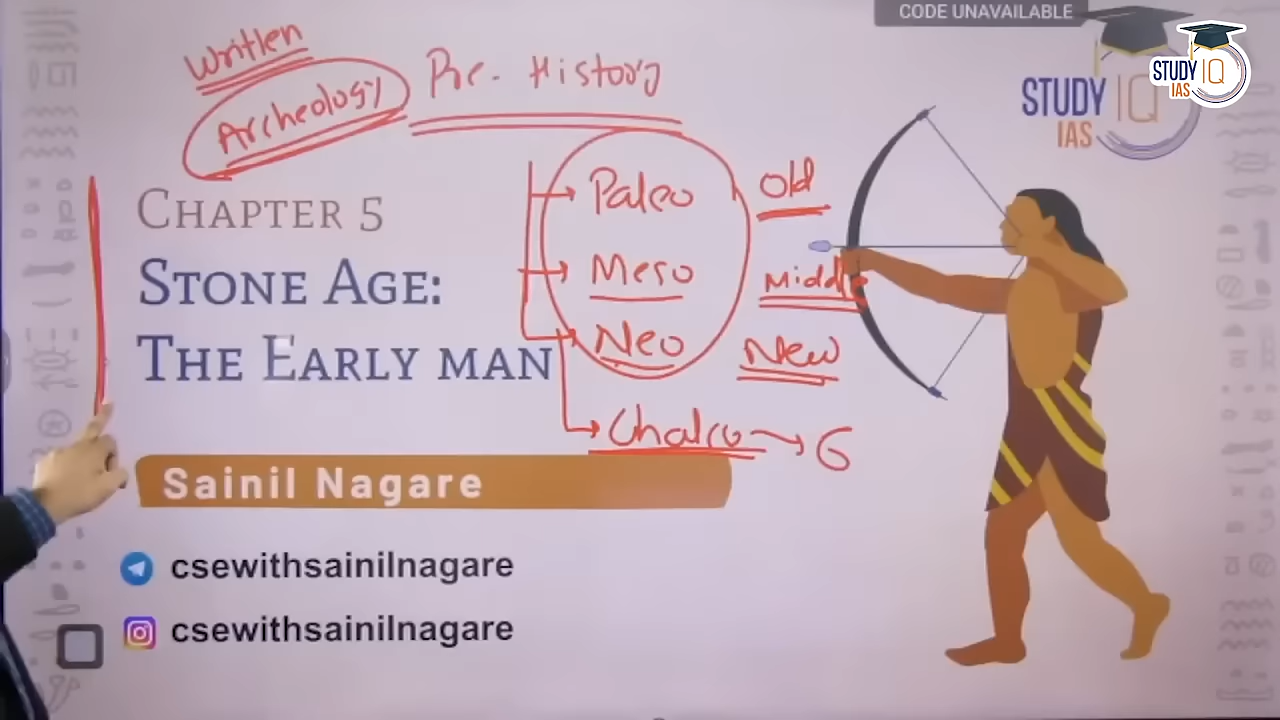 CODE UNAVAILABLE
STUDY IQ
IAS
STUDY IQ
IAS
Written
Archeology
Pre-History
CHAPTER 5
STONE AGE:
THE EARLY MAN
Paleo Old
Meso Middle
Neo New
Chalco → 6
Sainil Nagare
csewithsainilnagare
csewithsainilnagare